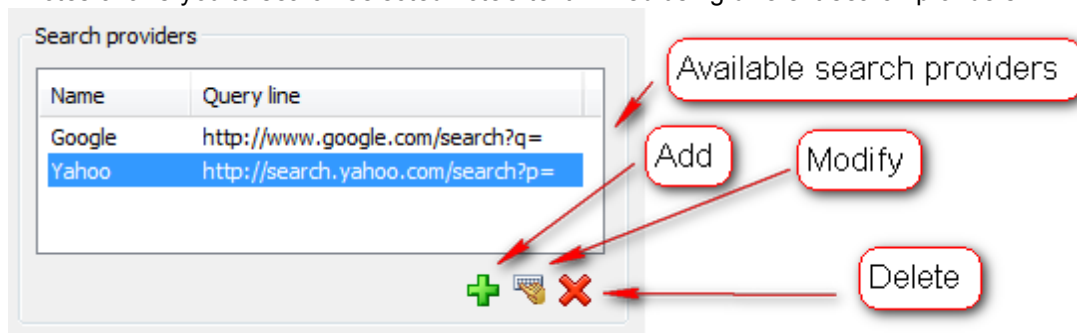 Search providers
Available search providers
Name Query line
Google http://www.google.com/search?q=
Add
Modify
Yahoo http://search.yahoo.com/search?p=
Delete